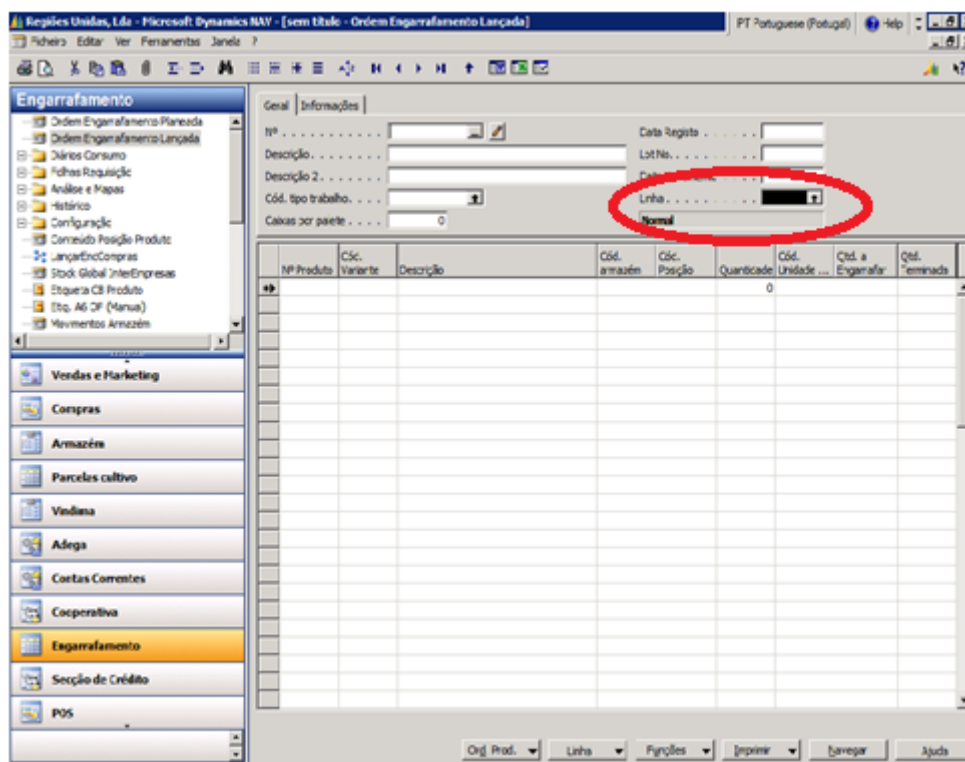 Regiões Unidas, Lda - Microsoft Dynamics NAV - [sem título - Ordem Engarrafamento Lançada]
PT Portuguese (Portugal)
Help
Ficheiro Editar Ver Ferramentas Janela ?
Engarrafamento
Ordem Engarrafamento Planeada
Ordem Engarrafamento Lançada
Diários Consumo
Folhas Requisição
Análise e Mapas
Histórico
Configuração
Conteúdo Posição Produto
LançarEncCompras
Stock Global InterEmpresas
Etiqueta CB Produto
Etiq. A6 OF (Manual)
Movimentos Armazém
Vendas e Marketing
Compras
Armazém
Parcelas cultivo
Vindima
Adega
Contas Correntes
Cooperativa
Engarrafamento
Secção de Crédito
POS
Geral Informações
Nº
Descrição
Descrição 2
Cód. tipo trabalho
Caixas por palete 0
Data Registo
Lot No.
Linha
Normal
Nº Produto
Cód. Variante
Descrição
Cód. armazém
Cód. Posição
Quantidade
Cód. Unidade ...
Qtd. a Engarrafar
Qtd. Terminada
0
Ord. Prod. Linha Funções Imprimir Navegar Ajuda